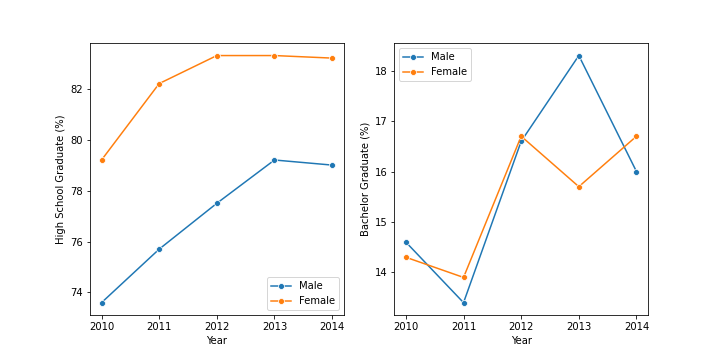 High School Graduate (%)
82
80
78
76
74
2010 2011 2012 2013 2014
Year
Male
Female
Bachelor Graduate (%)
18
17
16
15
14
2010 2011 2012 2013 2014
Year
Male
Female